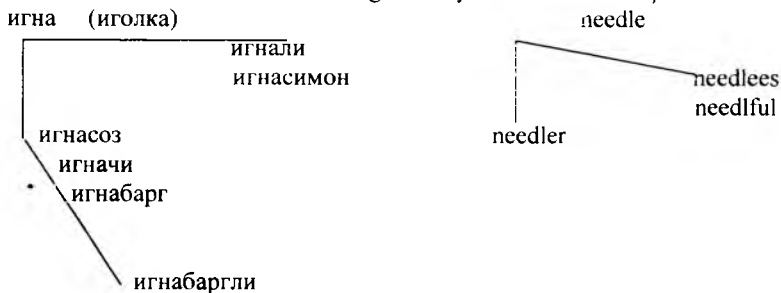 игна (иголка)
needle
игнали
игнасимон
needlees
needlful
игнасоз
игначи
игнабарг
needler
игнабаргли